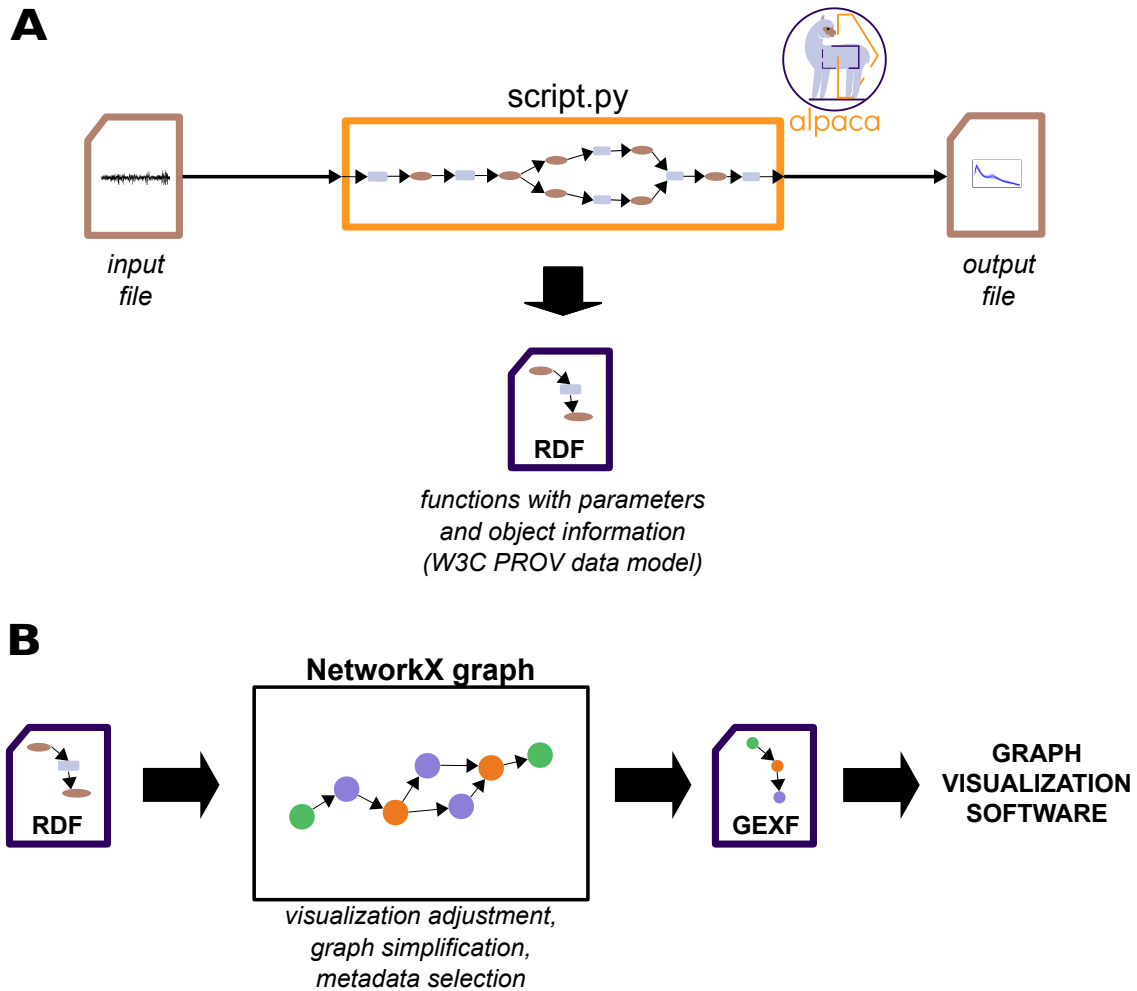 A
script.py
alpaca
input
file
output
file
RDF
functions with parameters
and object information
(W3C PROV data model)
B
NetworkX graph
RDF
GEXF
GRAPH
VISUALIZATION
SOFTWARE
visualization adjustment,
graph simplification,
metadata selection